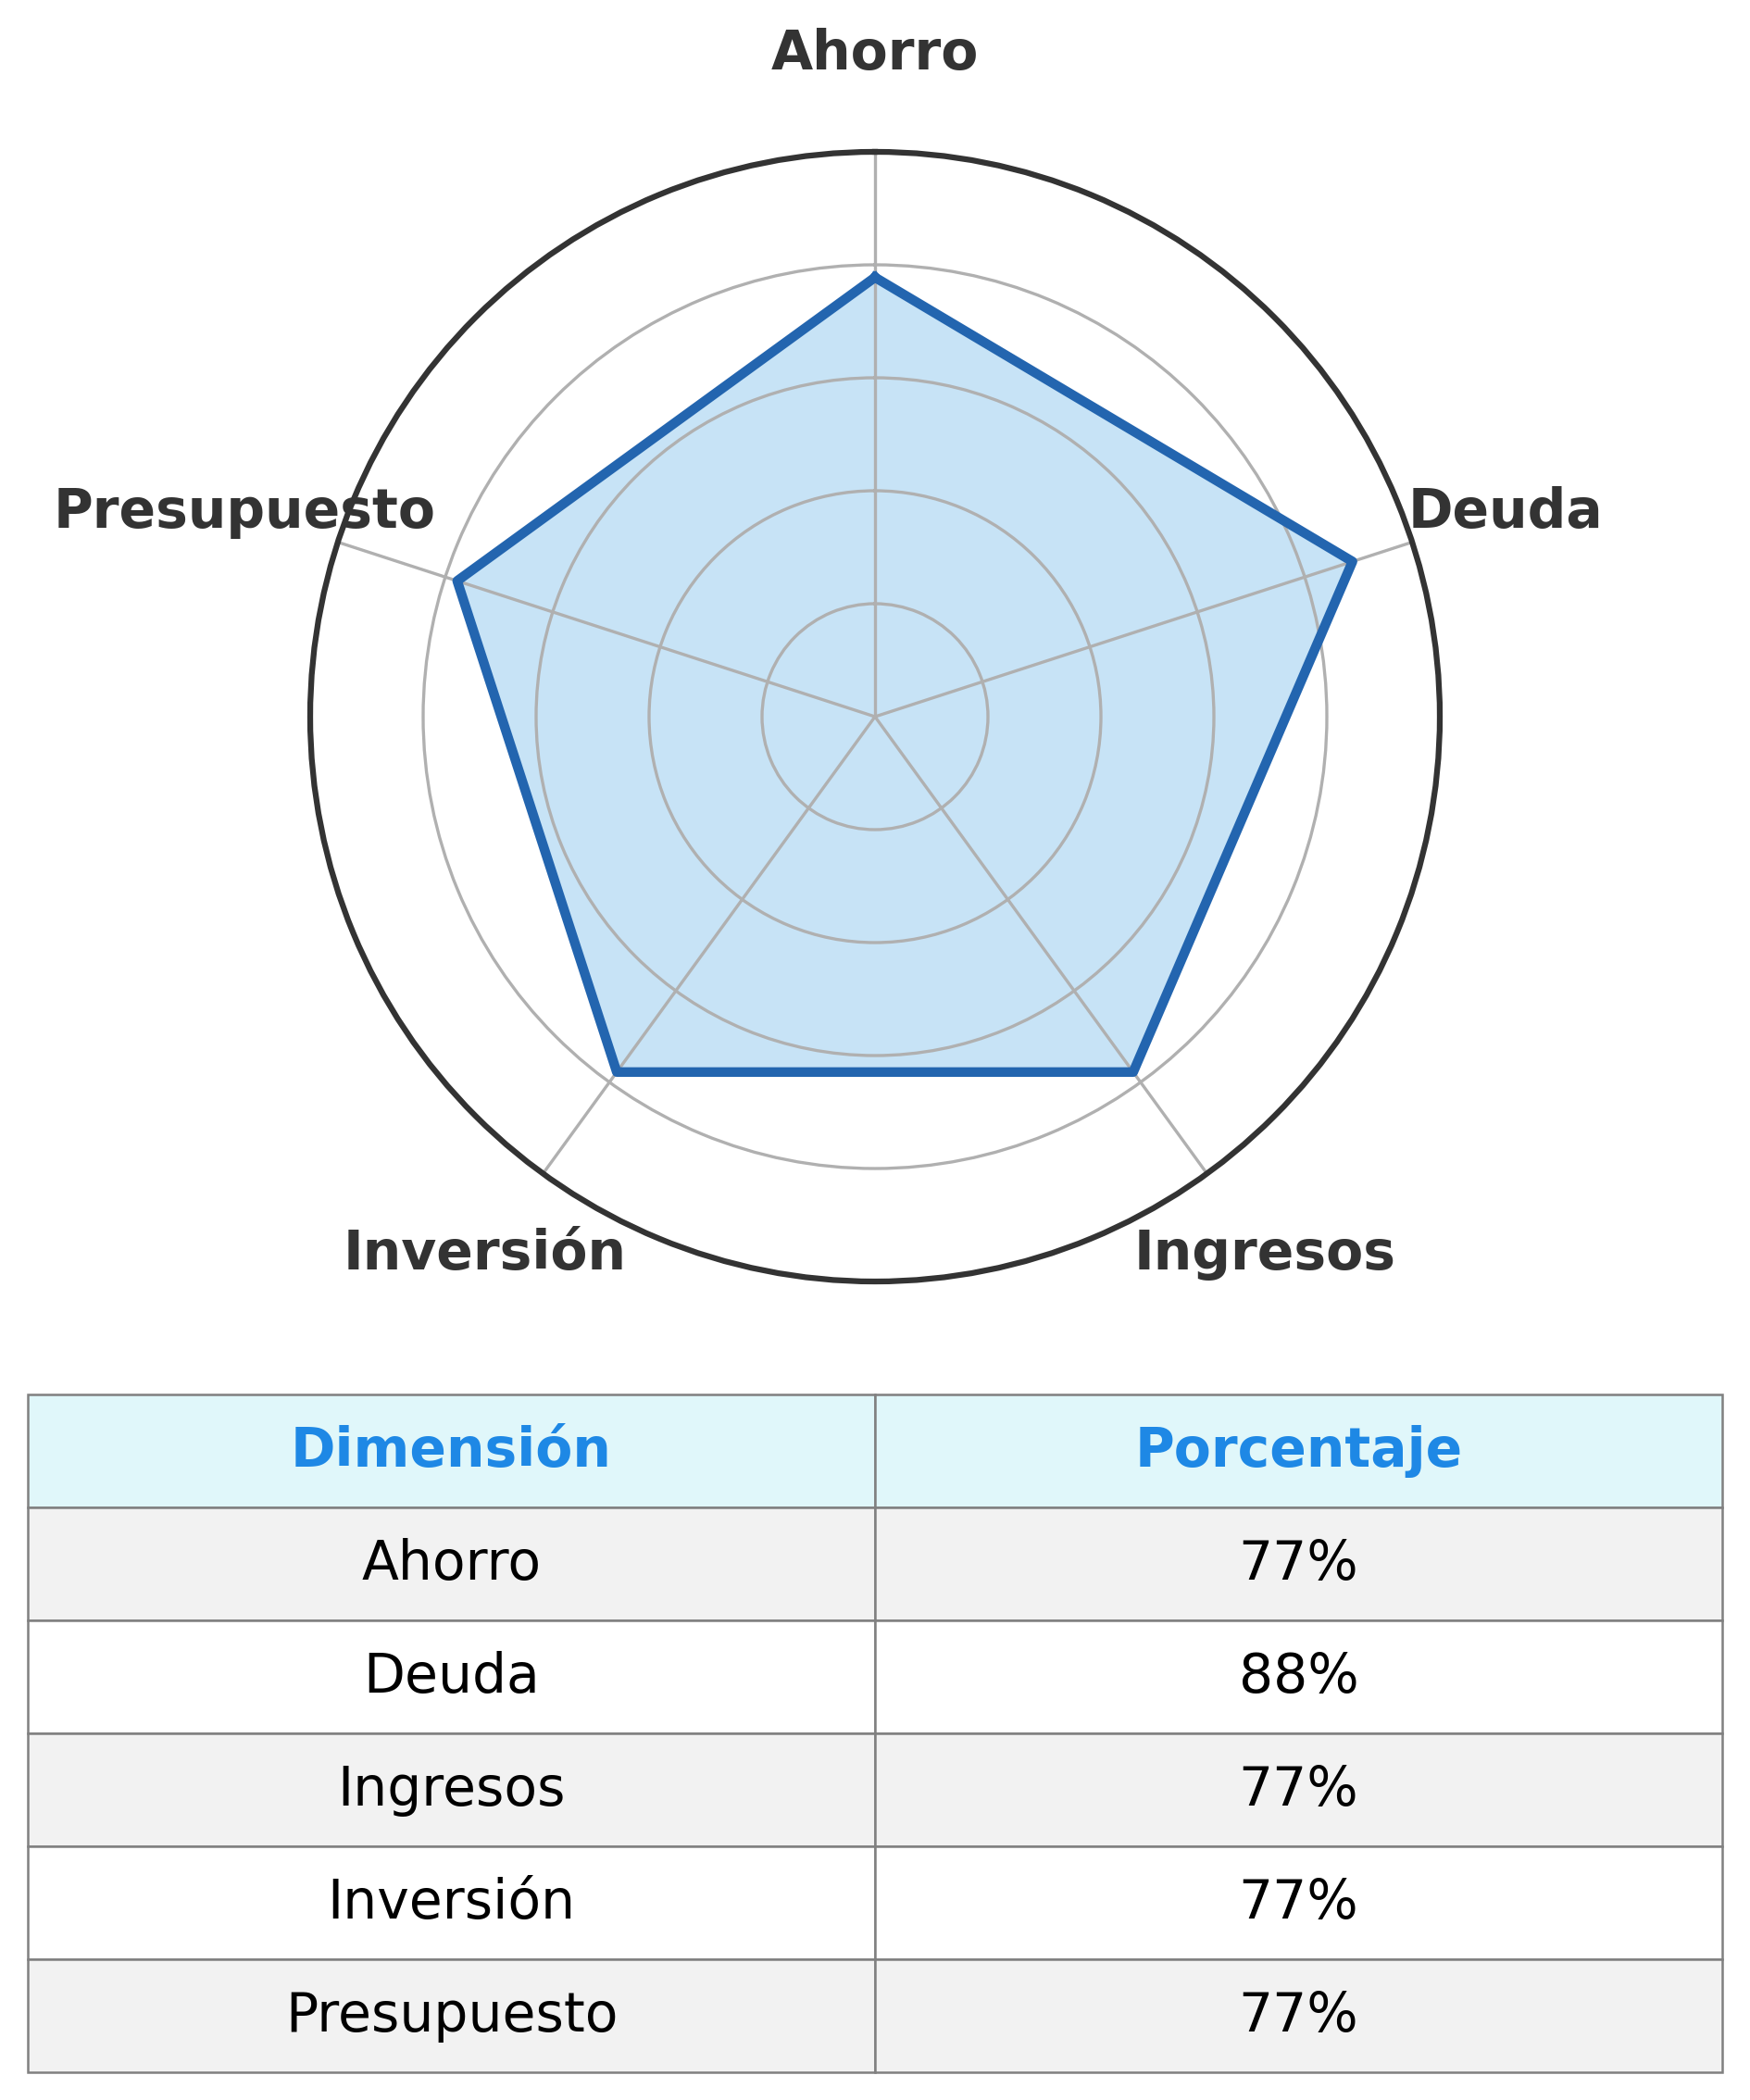 Ahorro
Presupuesto
Deuda
Inversión
Ingresos
Dimensión Porcentaje
Ahorro 77%
Deuda 88%
Ingresos 77%
Inversión 77%
Presupuesto 77%